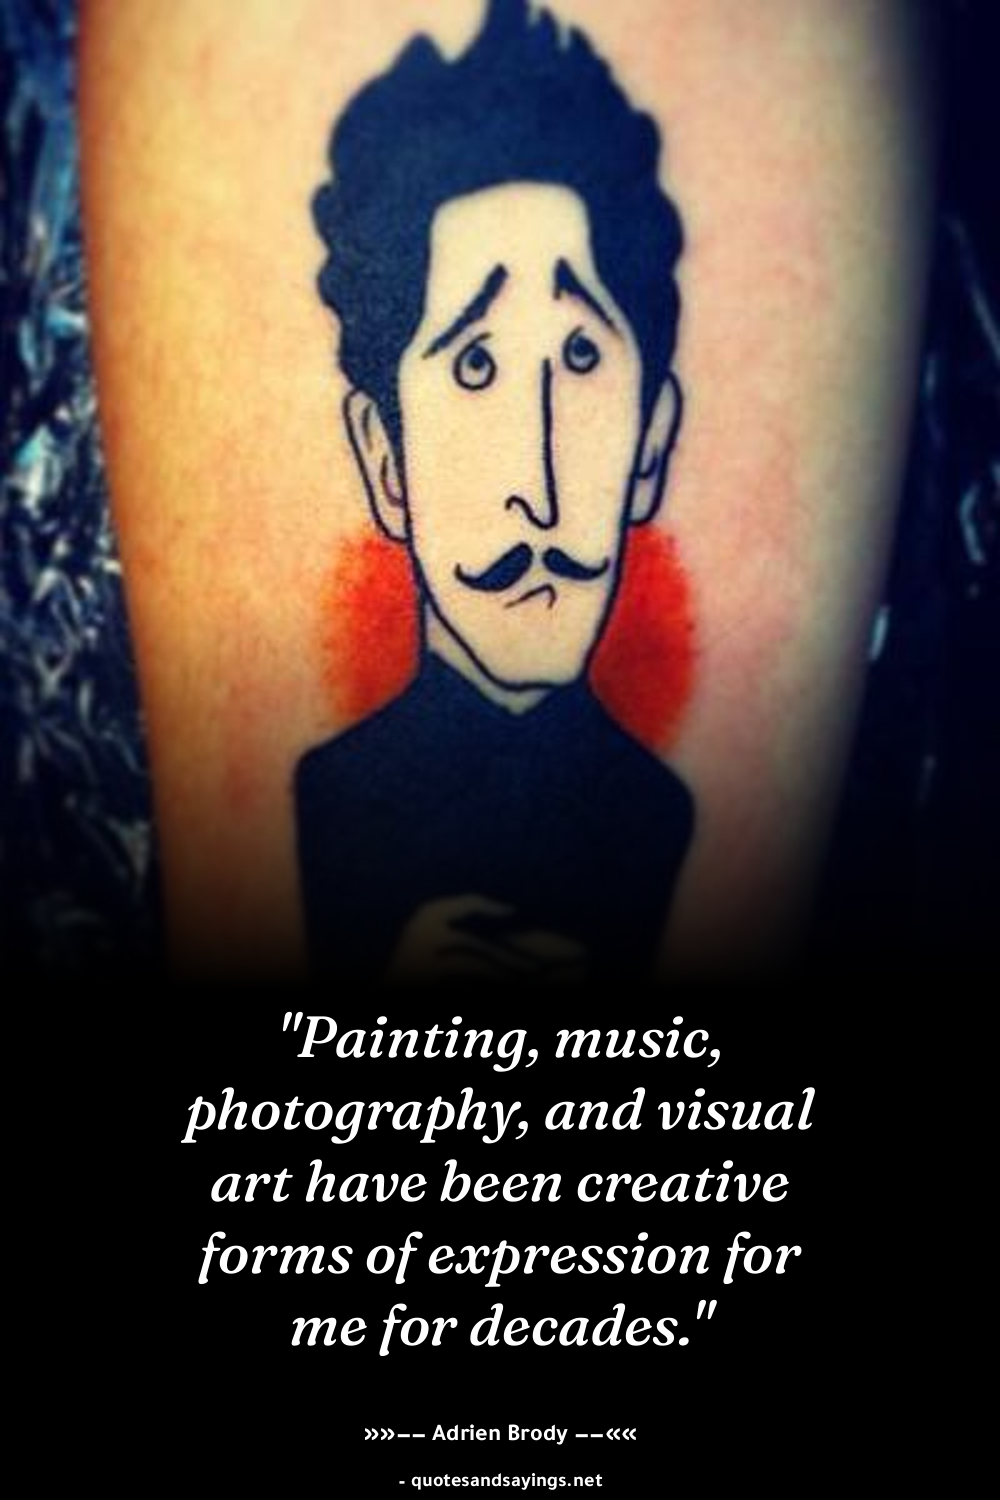 "Painting, music,
photography, and visual
art have been creative
forms of expression for
me for decades."
»»–– Adrien Brody ––««
- quotesandsayings.net